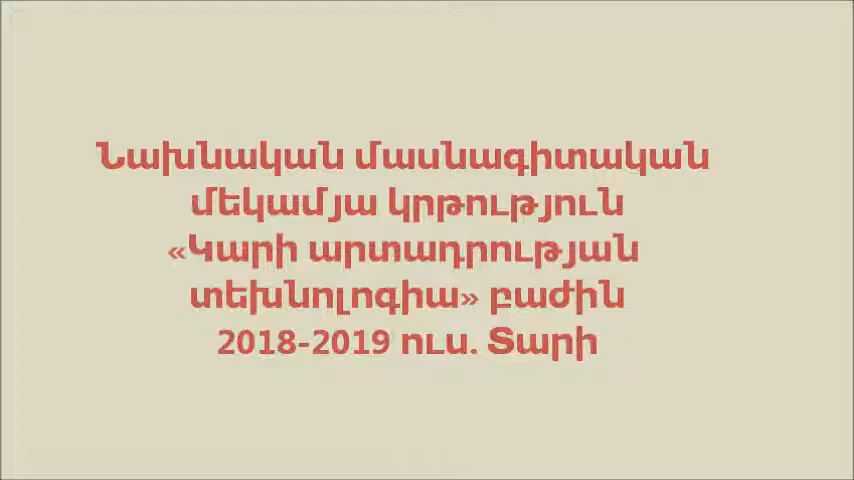 Նախնական մասնագիտական
մեկամյա կրթություն
«Կարի արտադրության
տեխնոլոգիա» բաժին
2018-2019 ուս. Տարի